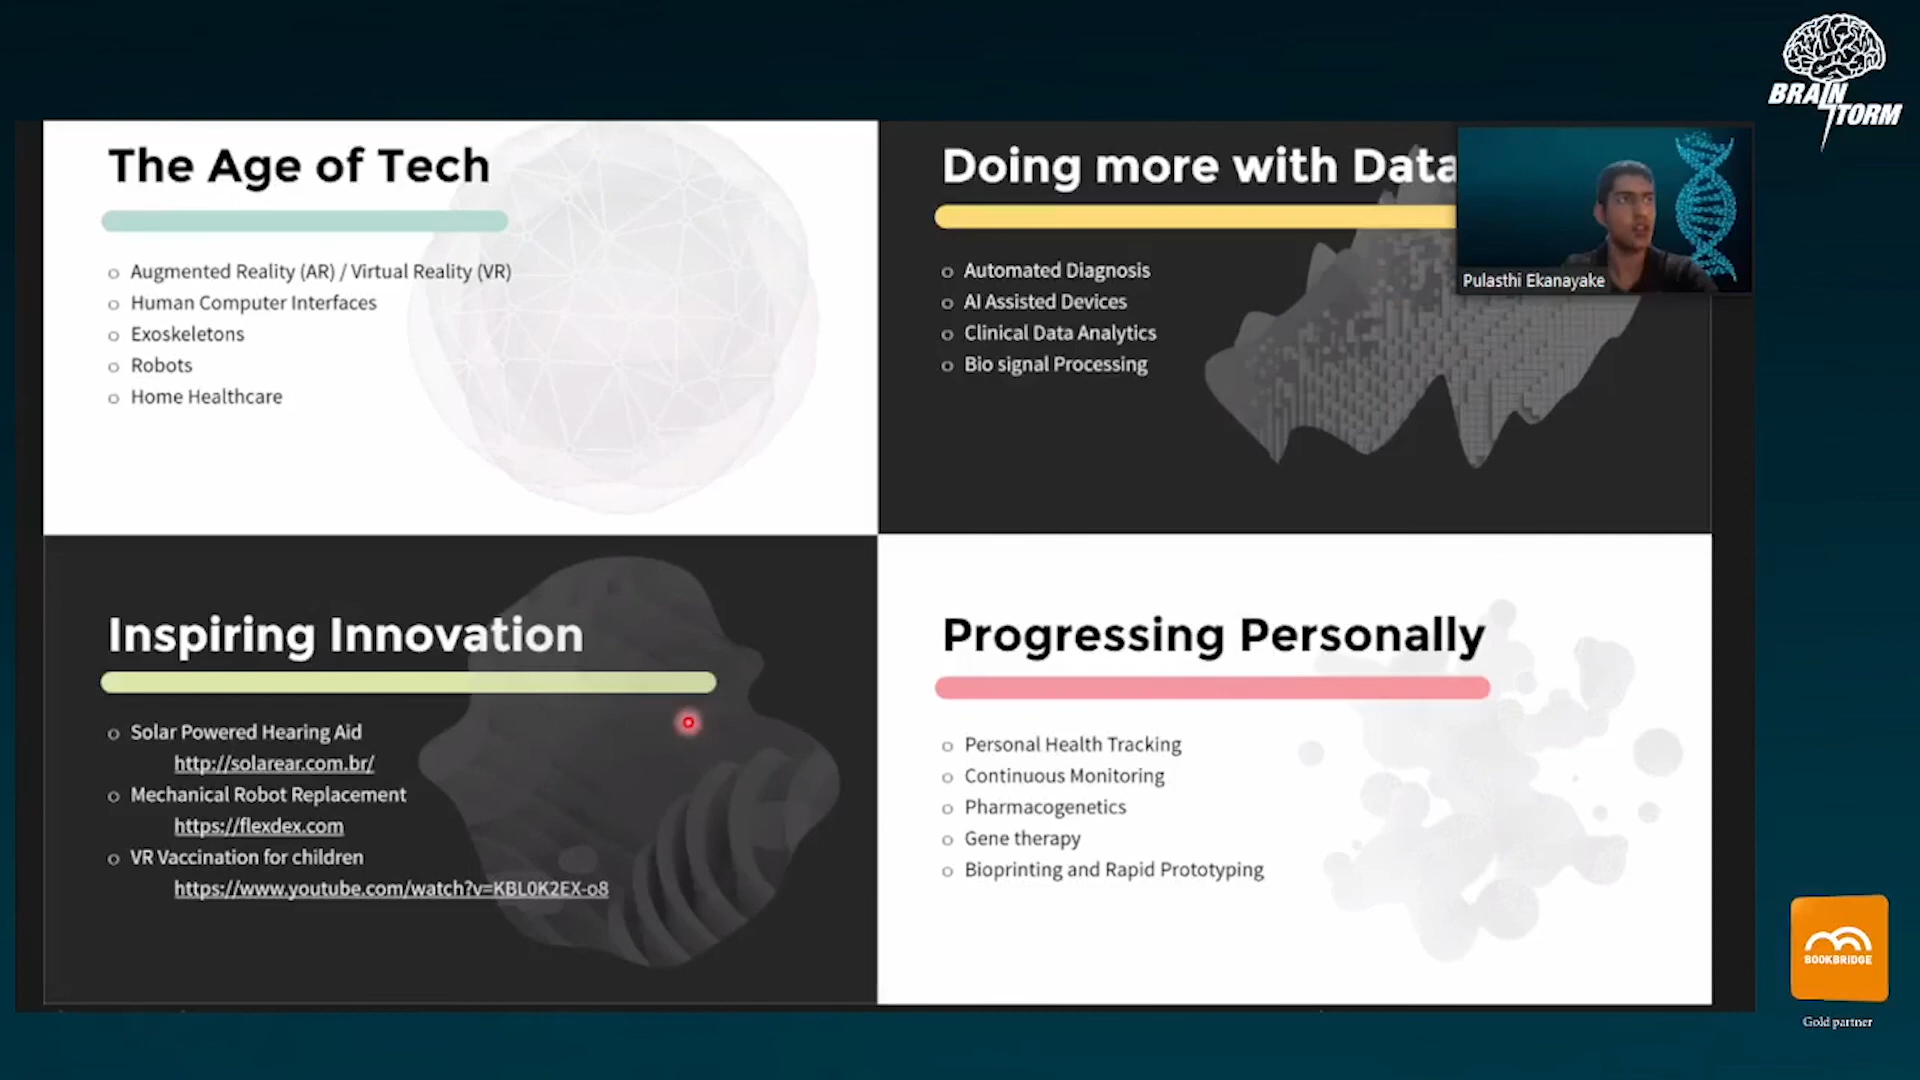 The Age of Tech
Augmented Reality (AR) / Virtual Reality (VR)
Human Computer Interfaces
Exoskeletons
Robots
Home Healthcare
Doing more with Data
Automated Diagnosis
AI Assisted Devices
Clinical Data Analytics
Bio signal Processing
Pulasthi Ekanayake
BRAIN
STORM
Inspiring Innovation
Solar Powered Hearing Aid
http://solarear.com.br/
Mechanical Robot Replacement
https://flexdex.com
VR Vaccination for children
https://www.youtube.com/watch?v=KBL0K2EX-o8
Progressing Personally
Personal Health Tracking
Continuous Monitoring
Pharmacogenetics
Gene therapy
Bioprinting and Rapid Prototyping
BOOKBRIDGE
Gold partner